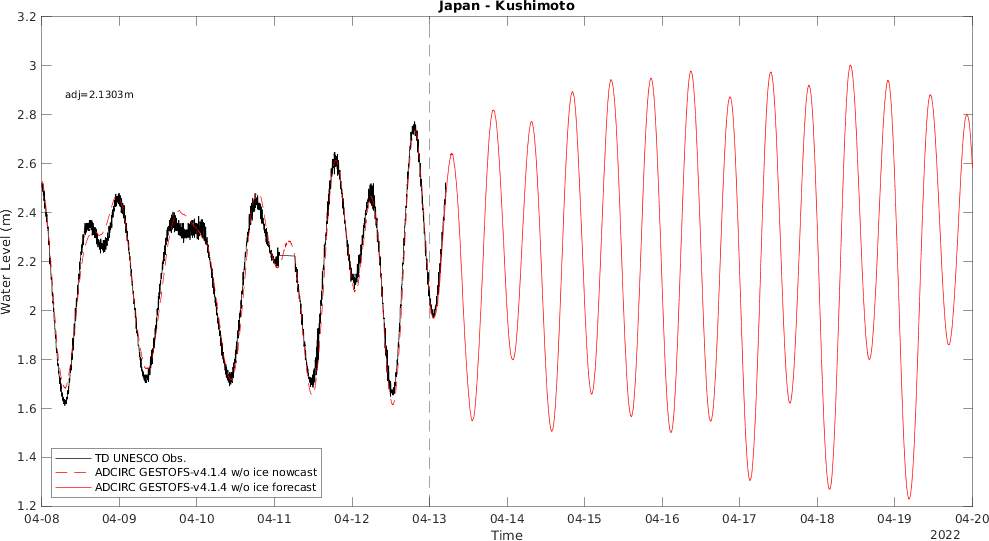 Japan - Kushimoto
3.2
3
2.8
2.6
2.4
2.2
2
1.8
1.6
1.4
1.2
Water Level (m)
adj=2.1303m
TD UNESCO Obs.
ADCIRC GESTOFS-v4.1.4 w/o ice nowcast
ADCIRC GESTOFS-v4.1.4 w/o ice forecast
04-08 04-09 04-10 04-11 04-12 04-13 04-14 04-15 04-16 04-17 04-18 04-19 04-20
Time
2022